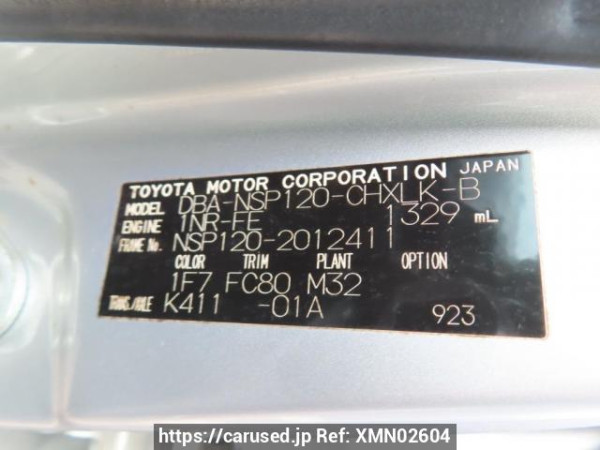 TOYOTA MOTOR CORPORATION JAPAN
MODEL DBA-NSP120-CHXLK-B
ENGINE 1NR-FE 1329 mL
FRAME No. NSP120-2012411
COLOR TRIM PLANT OPTION
1F7 FC80 M32
TRANS/AXLE K411 -01A 923
https://carused.jp Ref: XMN02604